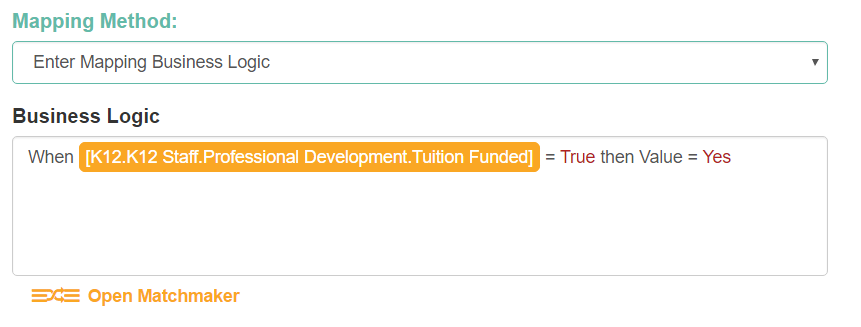 Mapping Method:
Enter Mapping Business Logic
Business Logic
When [K12.K12 Staff.Professional Development.Tuition Funded] = True then Value = Yes
Open Matchmaker